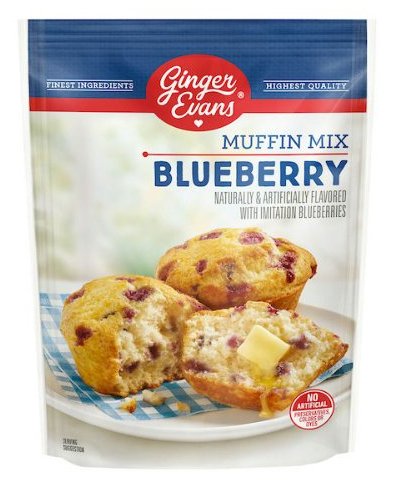 FINEST INGREDIENTS
Ginger
Evans
®
HIGHEST QUALITY
MUFFIN MIX
BLUEBERRY
NATURALLY & ARTIFICIALLY FLAVORED
WITH IMITATION BLUEBERRIES
NO
ARTIFICIAL
PRESERVATIVES,
COLORS OR
DYES
SERVING
SUGGESTION